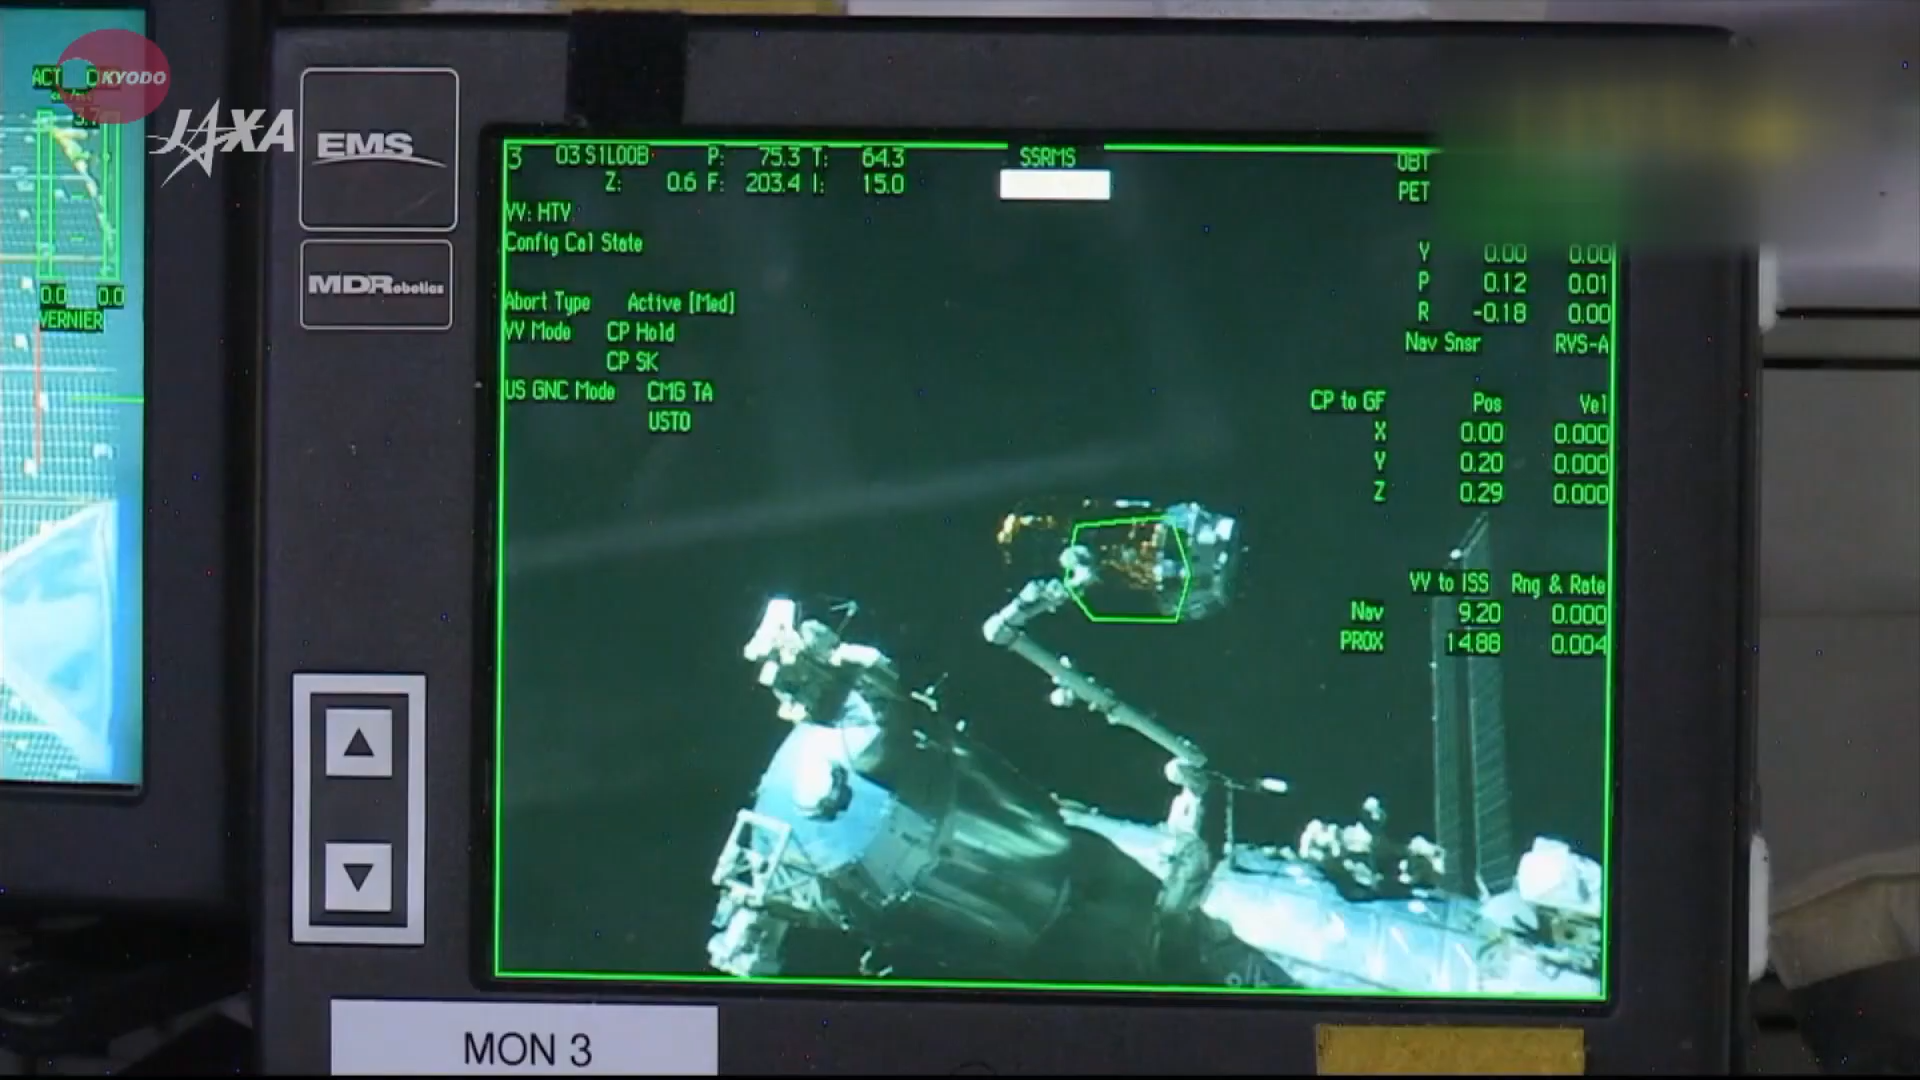 KYODO
JAXA
3.7
0.0 0.0
VERNIER
EMS
MDRobotics
3 03 S1LOOB P: 75.3 T: 64.3 SSRMS
Z: 0.6 F: 203.4 I: 15.0
PET
VV: HTV
Config Cal State
Abort Type Active [Med]
VV Mode CP Hold
CP SK
US GNC Mode CMG TA
USTO
Y 0.00 0.00
P 0.12 0.01
R -0.18 0.00
Nav Snsr RVS-A
CP to GF Pos Vel
X 0.00 0.000
Y 0.20 0.000
Z 0.29 0.000
VV to ISS Rng & Rate
Nav 9.20 0.000
PROX 14.88 0.004
MON 3